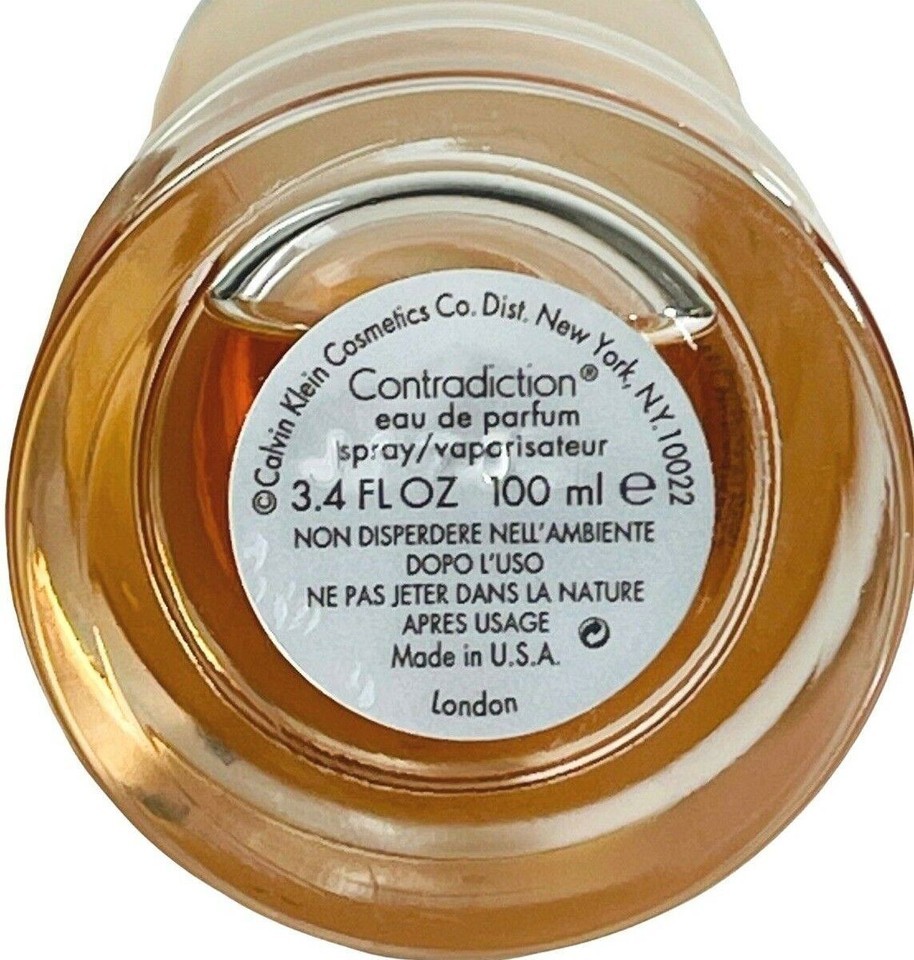 ©Calvin Klein Cosmetics Co. Dist. New York, NY.10022
Contradiction®
eau de parfum
spray/vaporisateur
3.4 FL OZ 100 ml ℮
NON DISPERDERE NELL'AMBIENTE
DOPO L'USO
NE PAS JETER DANS LA NATURE
APRES USAGE
Made in U.S.A.
London